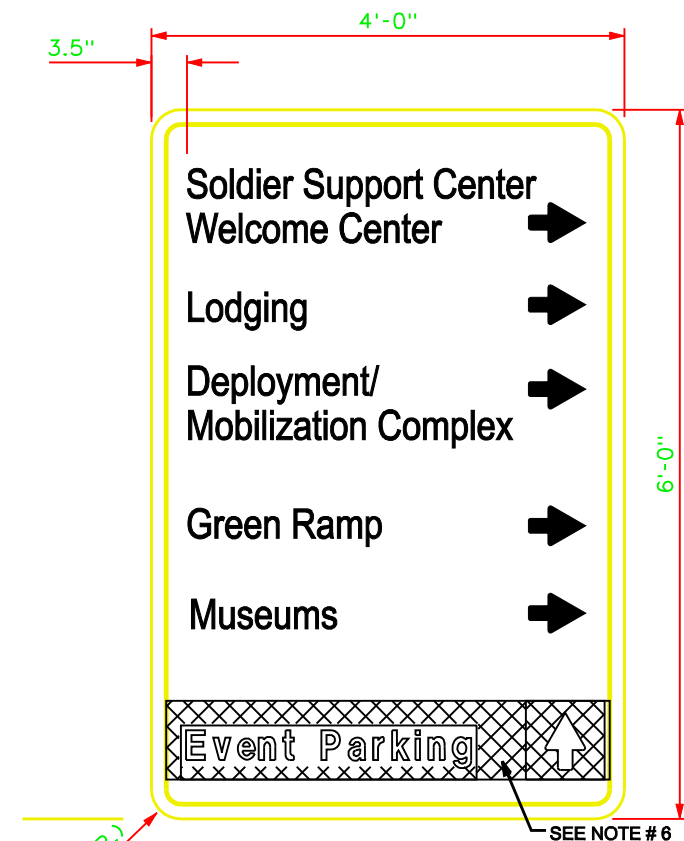 4'-0"
3.5"
Soldier Support Center
Welcome Center
Lodging
Deployment/
Mobilization Complex
6'-0"
Green Ramp
Museums
Event Parking
SEE NOTE # 6